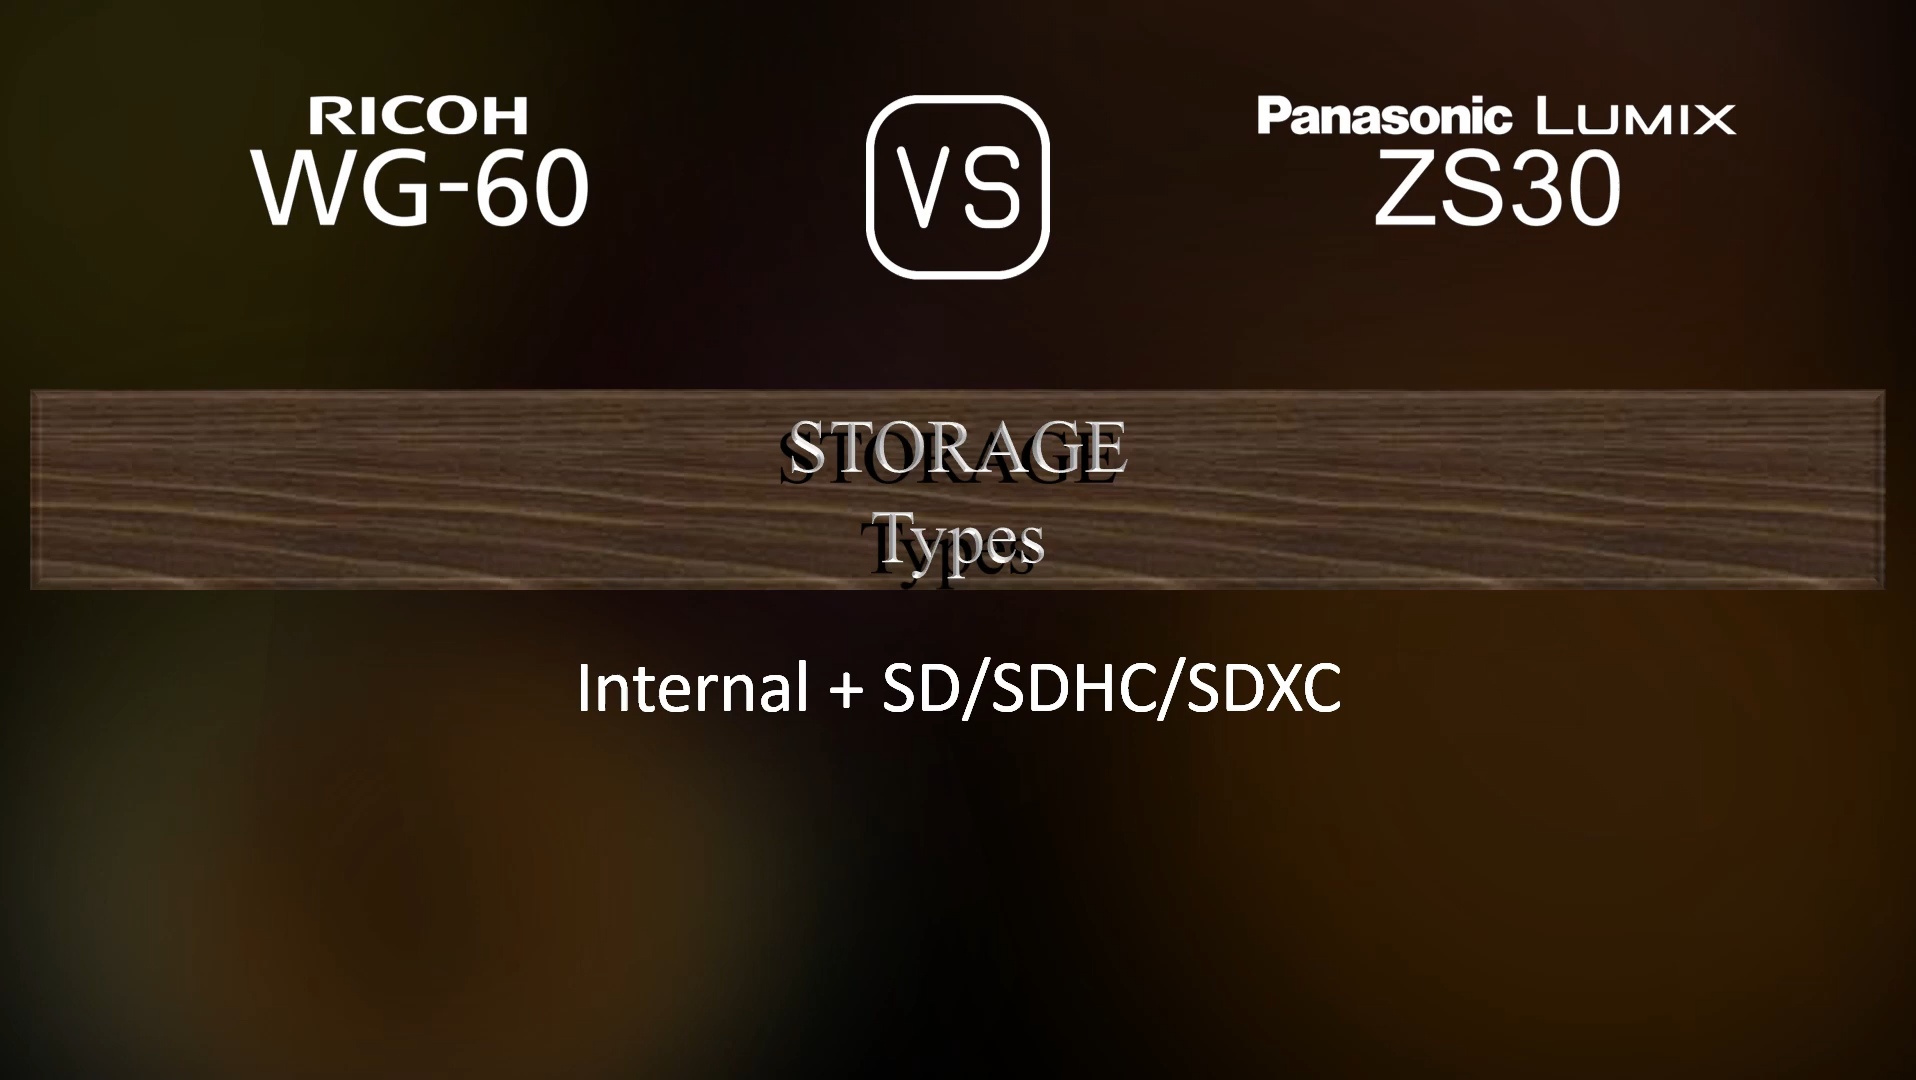 RICOH
WG-60
VS
Panasonic LUMIX
ZS30
STORAGE
Types
Internal + SD/SDHC/SDXC